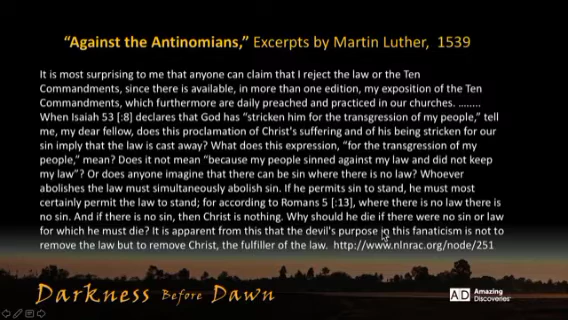 “Against the Antinomians,” Excerpts by Martin Luther, 1539
It is most surprising to me that anyone can claim that I reject the law or the Ten
Commandments, since there is available, in more than one edition, my exposition of the Ten
Commandments, which furthermore are daily preached and practiced in our churches. ........
When Isaiah 53 [:8] declares that God has “stricken him for the transgression of my people,” tell
me, my dear fellow, does this proclamation of Christ's suffering and of his being stricken for our
sin imply that the law is cast away? What does this expression, “for the transgression of my
people,” mean? Does it not mean “because my people sinned against my law and did not keep
my law”? Or does anyone imagine that there can be sin where there is no law? Whoever
abolishes the law must simultaneously abolish sin. If he permits sin to stand, he must most
certainly permit the law to stand; for according to Romans 5 [:13], where there is no law there is
no sin. And if there is no sin, then Christ is nothing. Why should he die if there were no sin or law
for which he must die? It is apparent from this that the devil's purpose in this fanaticism is not to
remove the law but to remove Christ, the fulfiller of the law. http://www.nlnrac.org/node/251
Darkness Before Dawn
AD Amazing
Discoveries